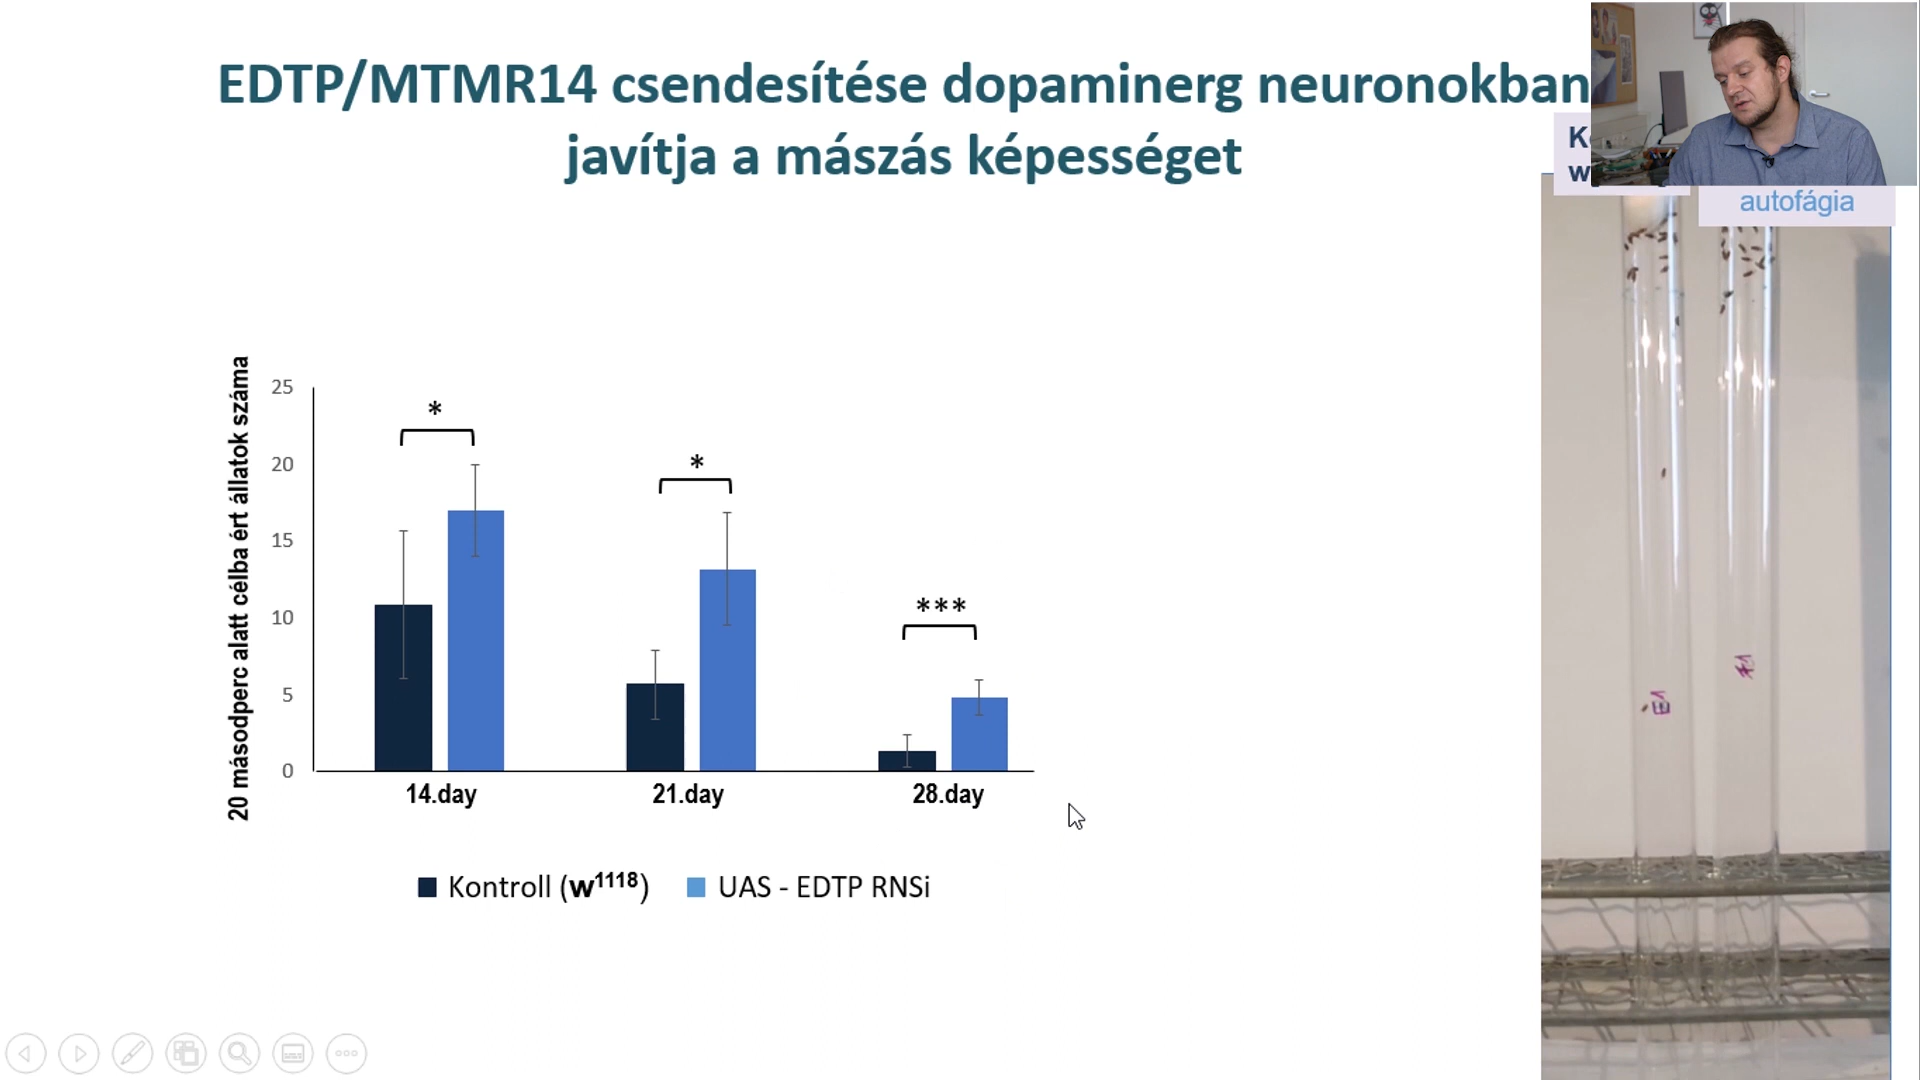 EDTP/MTMR14 csendesítése dopaminerg neuronokban
javítja a mászás képességet
autofágia
20 másodperc alatt célba ért állatok száma
25
20
15
10
5
0
*
*
***
14.day
21.day
28.day
Kontroll (w¹¹¹⁸)
UAS - EDTP RNSi
E1